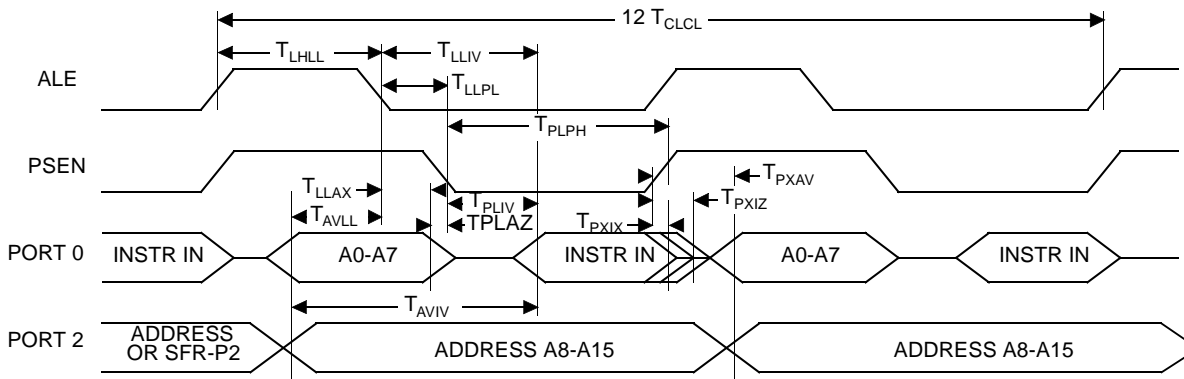 12 TCLCL
TLHLL
TLLIV
ALE
TLLPL
TPLPH
PSEN
TLLAX
TPLIV
TPXAV
TAVLL
TPLAZ
TPXIX
TPXIZ
PORT 0
INSTR IN
A0-A7
INSTR IN
A0-A7
INSTR IN
TAVIV
PORT 2
ADDRESS
OR SFR-P2
ADDRESS A8-A15
ADDRESS A8-A15